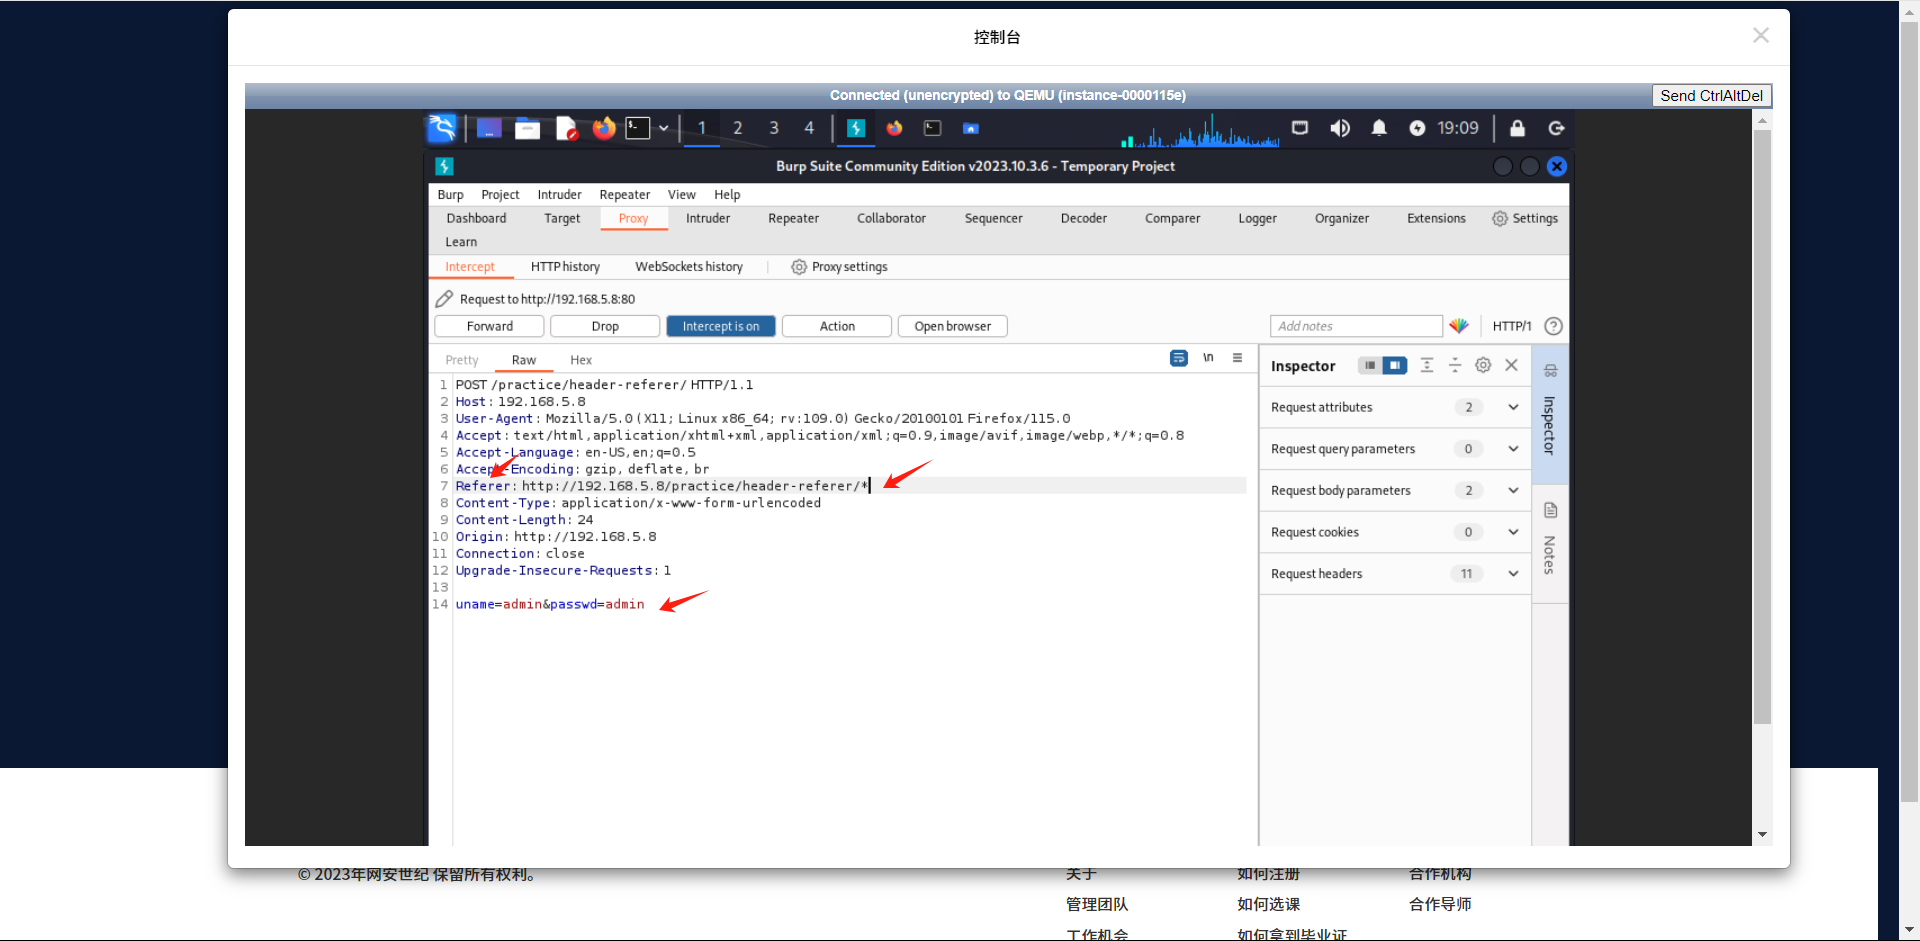 控制台
Connected (unencrypted) to QEMU (instance-0000115e)
Send CtrlAltDel
1 2 3 4
19:09
Burp Suite Community Edition v2023.10.3.6 - Temporary Project
Burp Project Intruder Repeater View Help
Dashboard Target Proxy Intruder Repeater Collaborator Sequencer Decoder Comparer Logger Organizer Extensions Settings
Learn
Intercept HTTP history WebSockets history Proxy settings
Request to http://192.168.5.8:80
Forward Drop Intercept is on Action Open browser Add notes HTTP/1 ?
Pretty Raw Hex \n
1 POST /practice/header-referer/ HTTP/1.1
2 Host: 192.168.5.8
3 User-Agent: Mozilla/5.0 (X11; Linux x86_64; rv:109.0) Gecko/20100101 Firefox/115.0
4 Accept: text/html,application/xhtml+xml,application/xml;q=0.9,image/avif,image/webp,*/*;q=0.8
5 Accept-Language: en-US,en;q=0.5
6 Accept-Encoding: gzip, deflate, br
7 Referer: http://192.168.5.8/practice/header-referer/*
8 Content-Type: application/x-www-form-urlencoded
9 Content-Length: 24
10 Origin: http://192.168.5.8
11 Connection: close
12 Upgrade-Insecure-Requests: 1
13
14 uname=admin&passwd=admin
Inspector
Request attributes 2
Request query parameters 0
Request body parameters 2
Request cookies 0
Request headers 11
Inspector
Notes
© 2023年网安世纪 保留所有权利。
关于 如何注册 合作机构
管理团队 如何选课 合作导师
工作机会 如何拿到毕业证